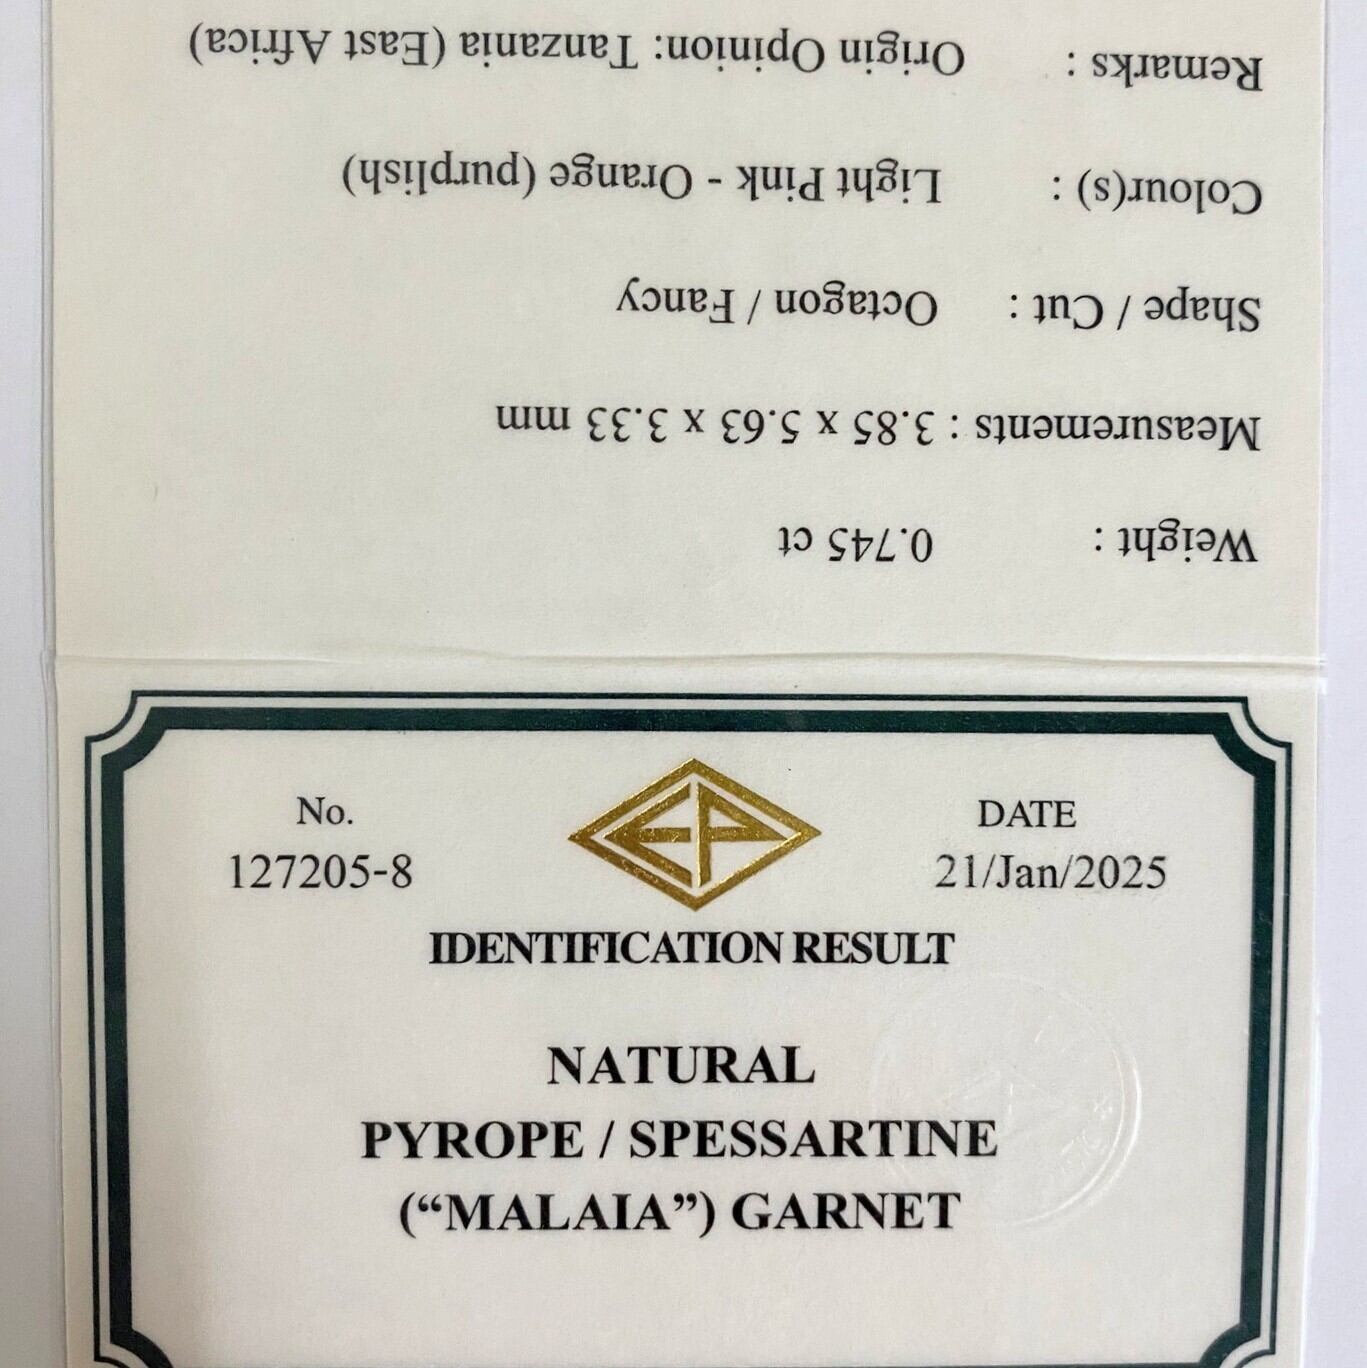 No.
127205-8
EP
DATE
21/Jan/2025
IDENTIFICATION RESULT
NATURAL
PYROPE / SPESSARTINE
(“MALAIA”) GARNET
Weight : 0.745 ct
Measurements : 3.85 x 5.63 x 3.33 mm
Shape / Cut : Octagon / Fancy
Colour(s) : Light Pink - Orange (purplish)
Remarks : Origin Opinion: Tanzania (East Africa)